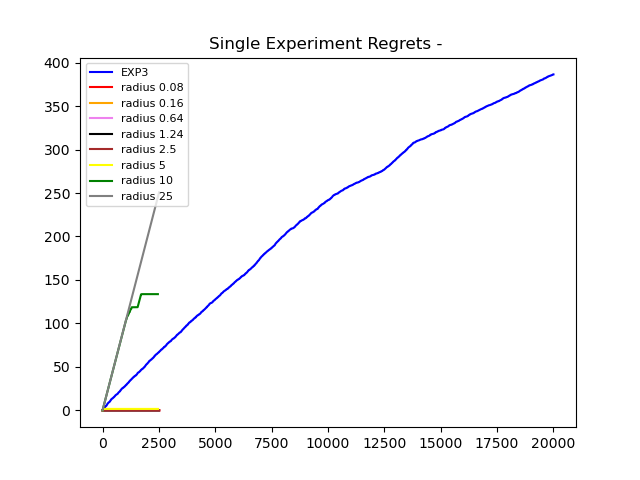 Single Experiment Regrets -
EXP3
radius 0.08
radius 0.16
radius 0.64
radius 1.24
radius 2.5
radius 5
radius 10
radius 25
400
350
300
250
200
150
100
50
0
0 2500 5000 7500 10000 12500 15000 17500 20000